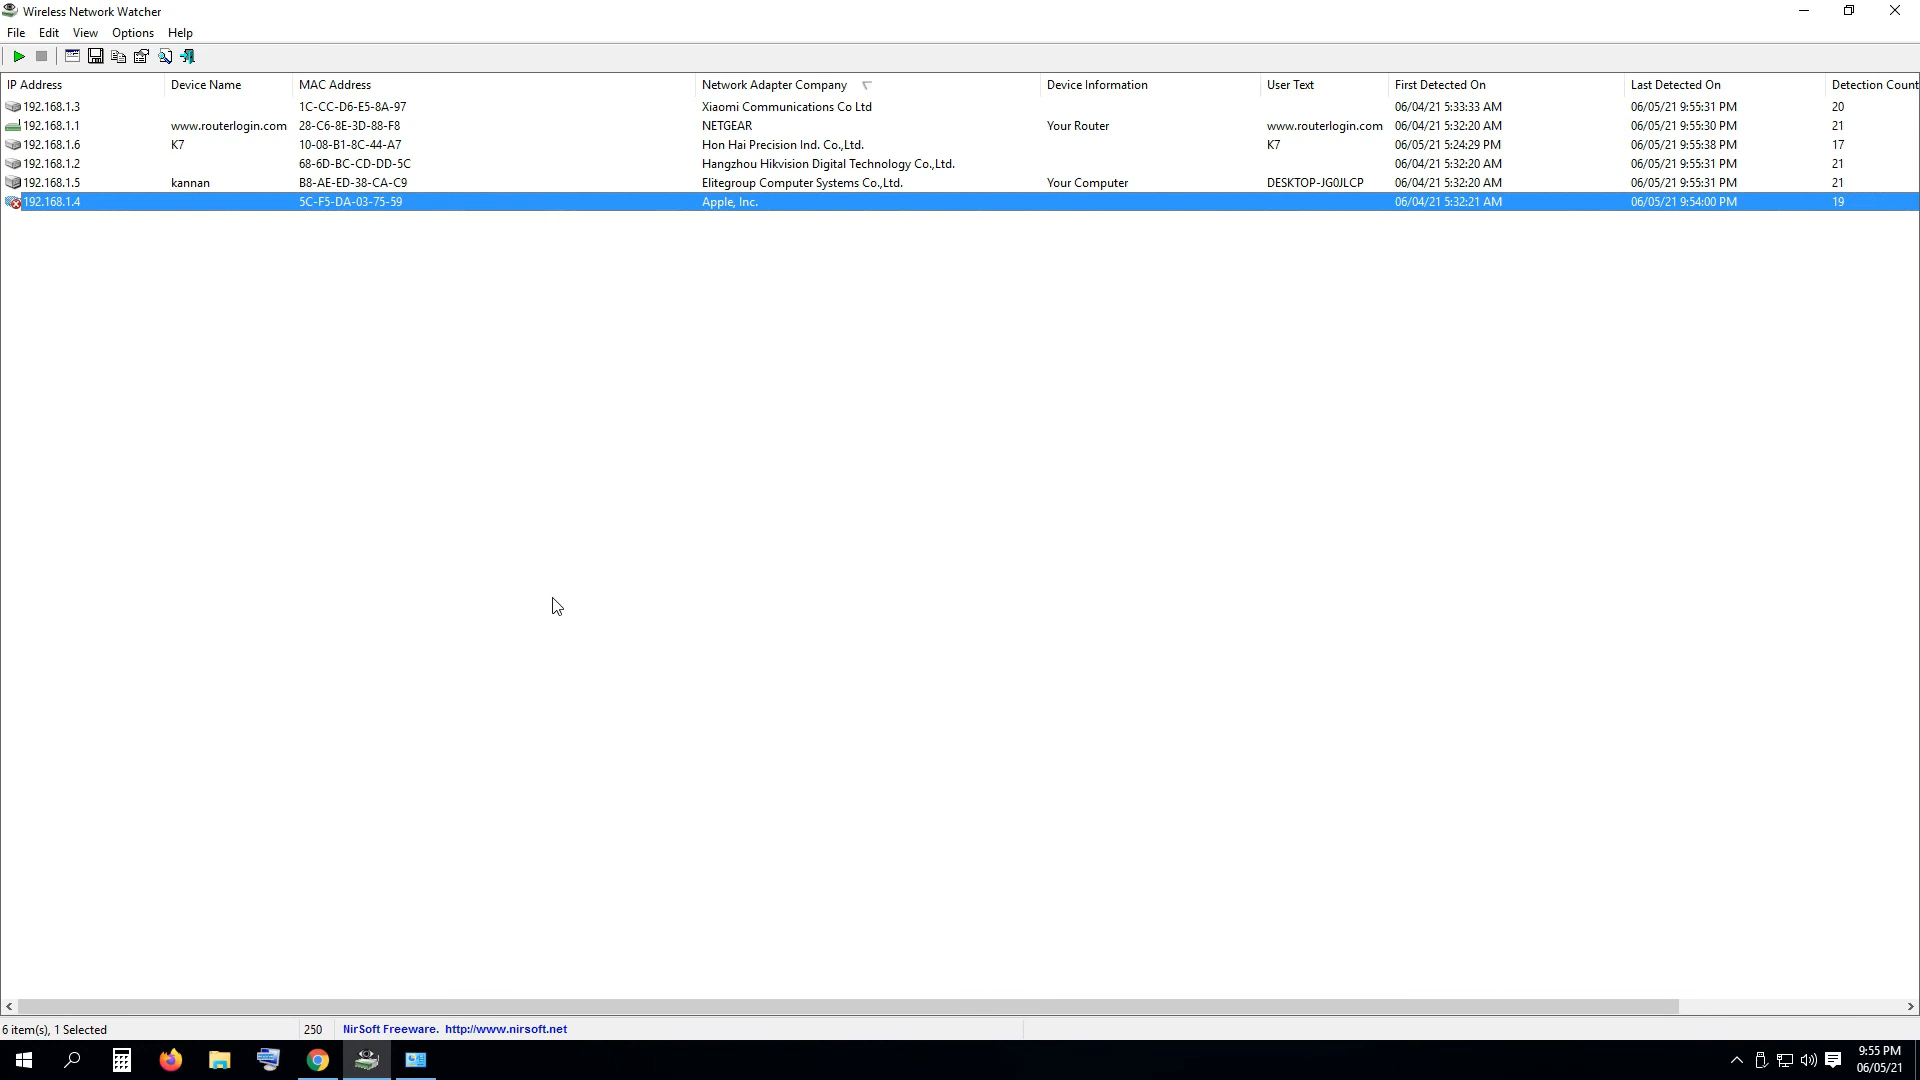 Wireless Network Watcher
File Edit View Options Help
IP Address Device Name MAC Address Network Adapter Company Device Information User Text First Detected On Last Detected On Detection Count
192.168.1.3 1C-CC-D6-E5-8A-97 Xiaomi Communications Co Ltd 06/04/21 5:33:33 AM 06/05/21 9:55:31 PM 20
192.168.1.1 www.routerlogin.com 28-C6-8E-3D-88-F8 NETGEAR Your Router www.routerlogin.com 06/04/21 5:32:20 AM 06/05/21 9:55:30 PM 21
192.168.1.6 K7 10-08-B1-8C-44-A7 Hon Hai Precision Ind. Co.,Ltd. K7 06/05/21 5:24:29 PM 06/05/21 9:55:38 PM 17
192.168.1.2 68-6D-BC-CD-DD-5C Hangzhou Hikvision Digital Technology Co.,Ltd. 06/04/21 5:32:20 AM 06/05/21 9:55:31 PM 21
192.168.1.5 kannan B8-AE-ED-38-CA-C9 Elitegroup Computer Systems Co.,Ltd. Your Computer DESKTOP-JG0JLCP 06/04/21 5:32:20 AM 06/05/21 9:55:31 PM 21
192.168.1.4 5C-F5-DA-03-75-59 Apple, Inc. 06/04/21 5:32:21 AM 06/05/21 9:54:00 PM 19
6 item(s), 1 Selected 250 NirSoft Freeware. http://www.nirsoft.net
9:55 PM
06/05/21